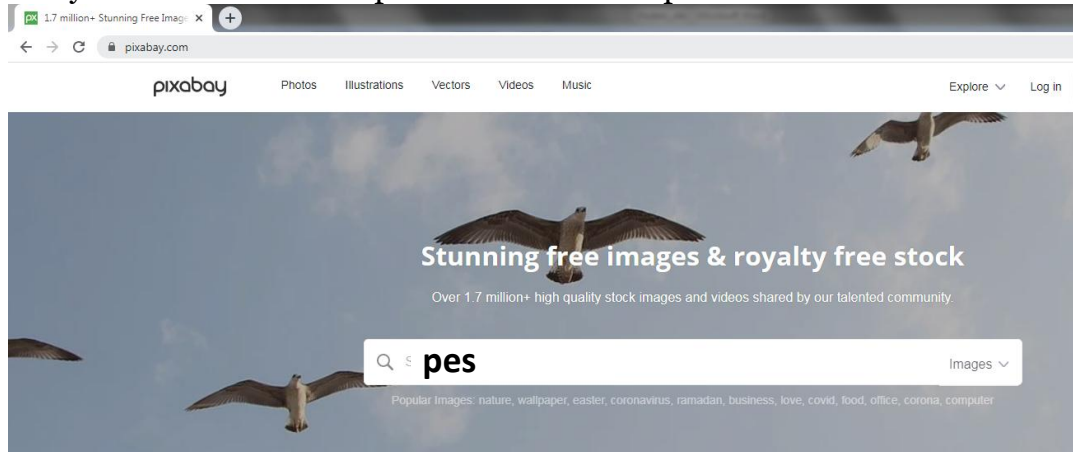 1.7 million+ Stunning Free Image
pixabay.com
pixabay Photos Illustrations Vectors Videos Music Explore Log in
Stunning free images & royalty free stock
Over 1.7 million+ high quality stock images and videos shared by our talented community.
S pes Images
Popular Images: nature, wallpaper, easter, coronavirus, ramadan, business, love, covid, food, office, corona, computer